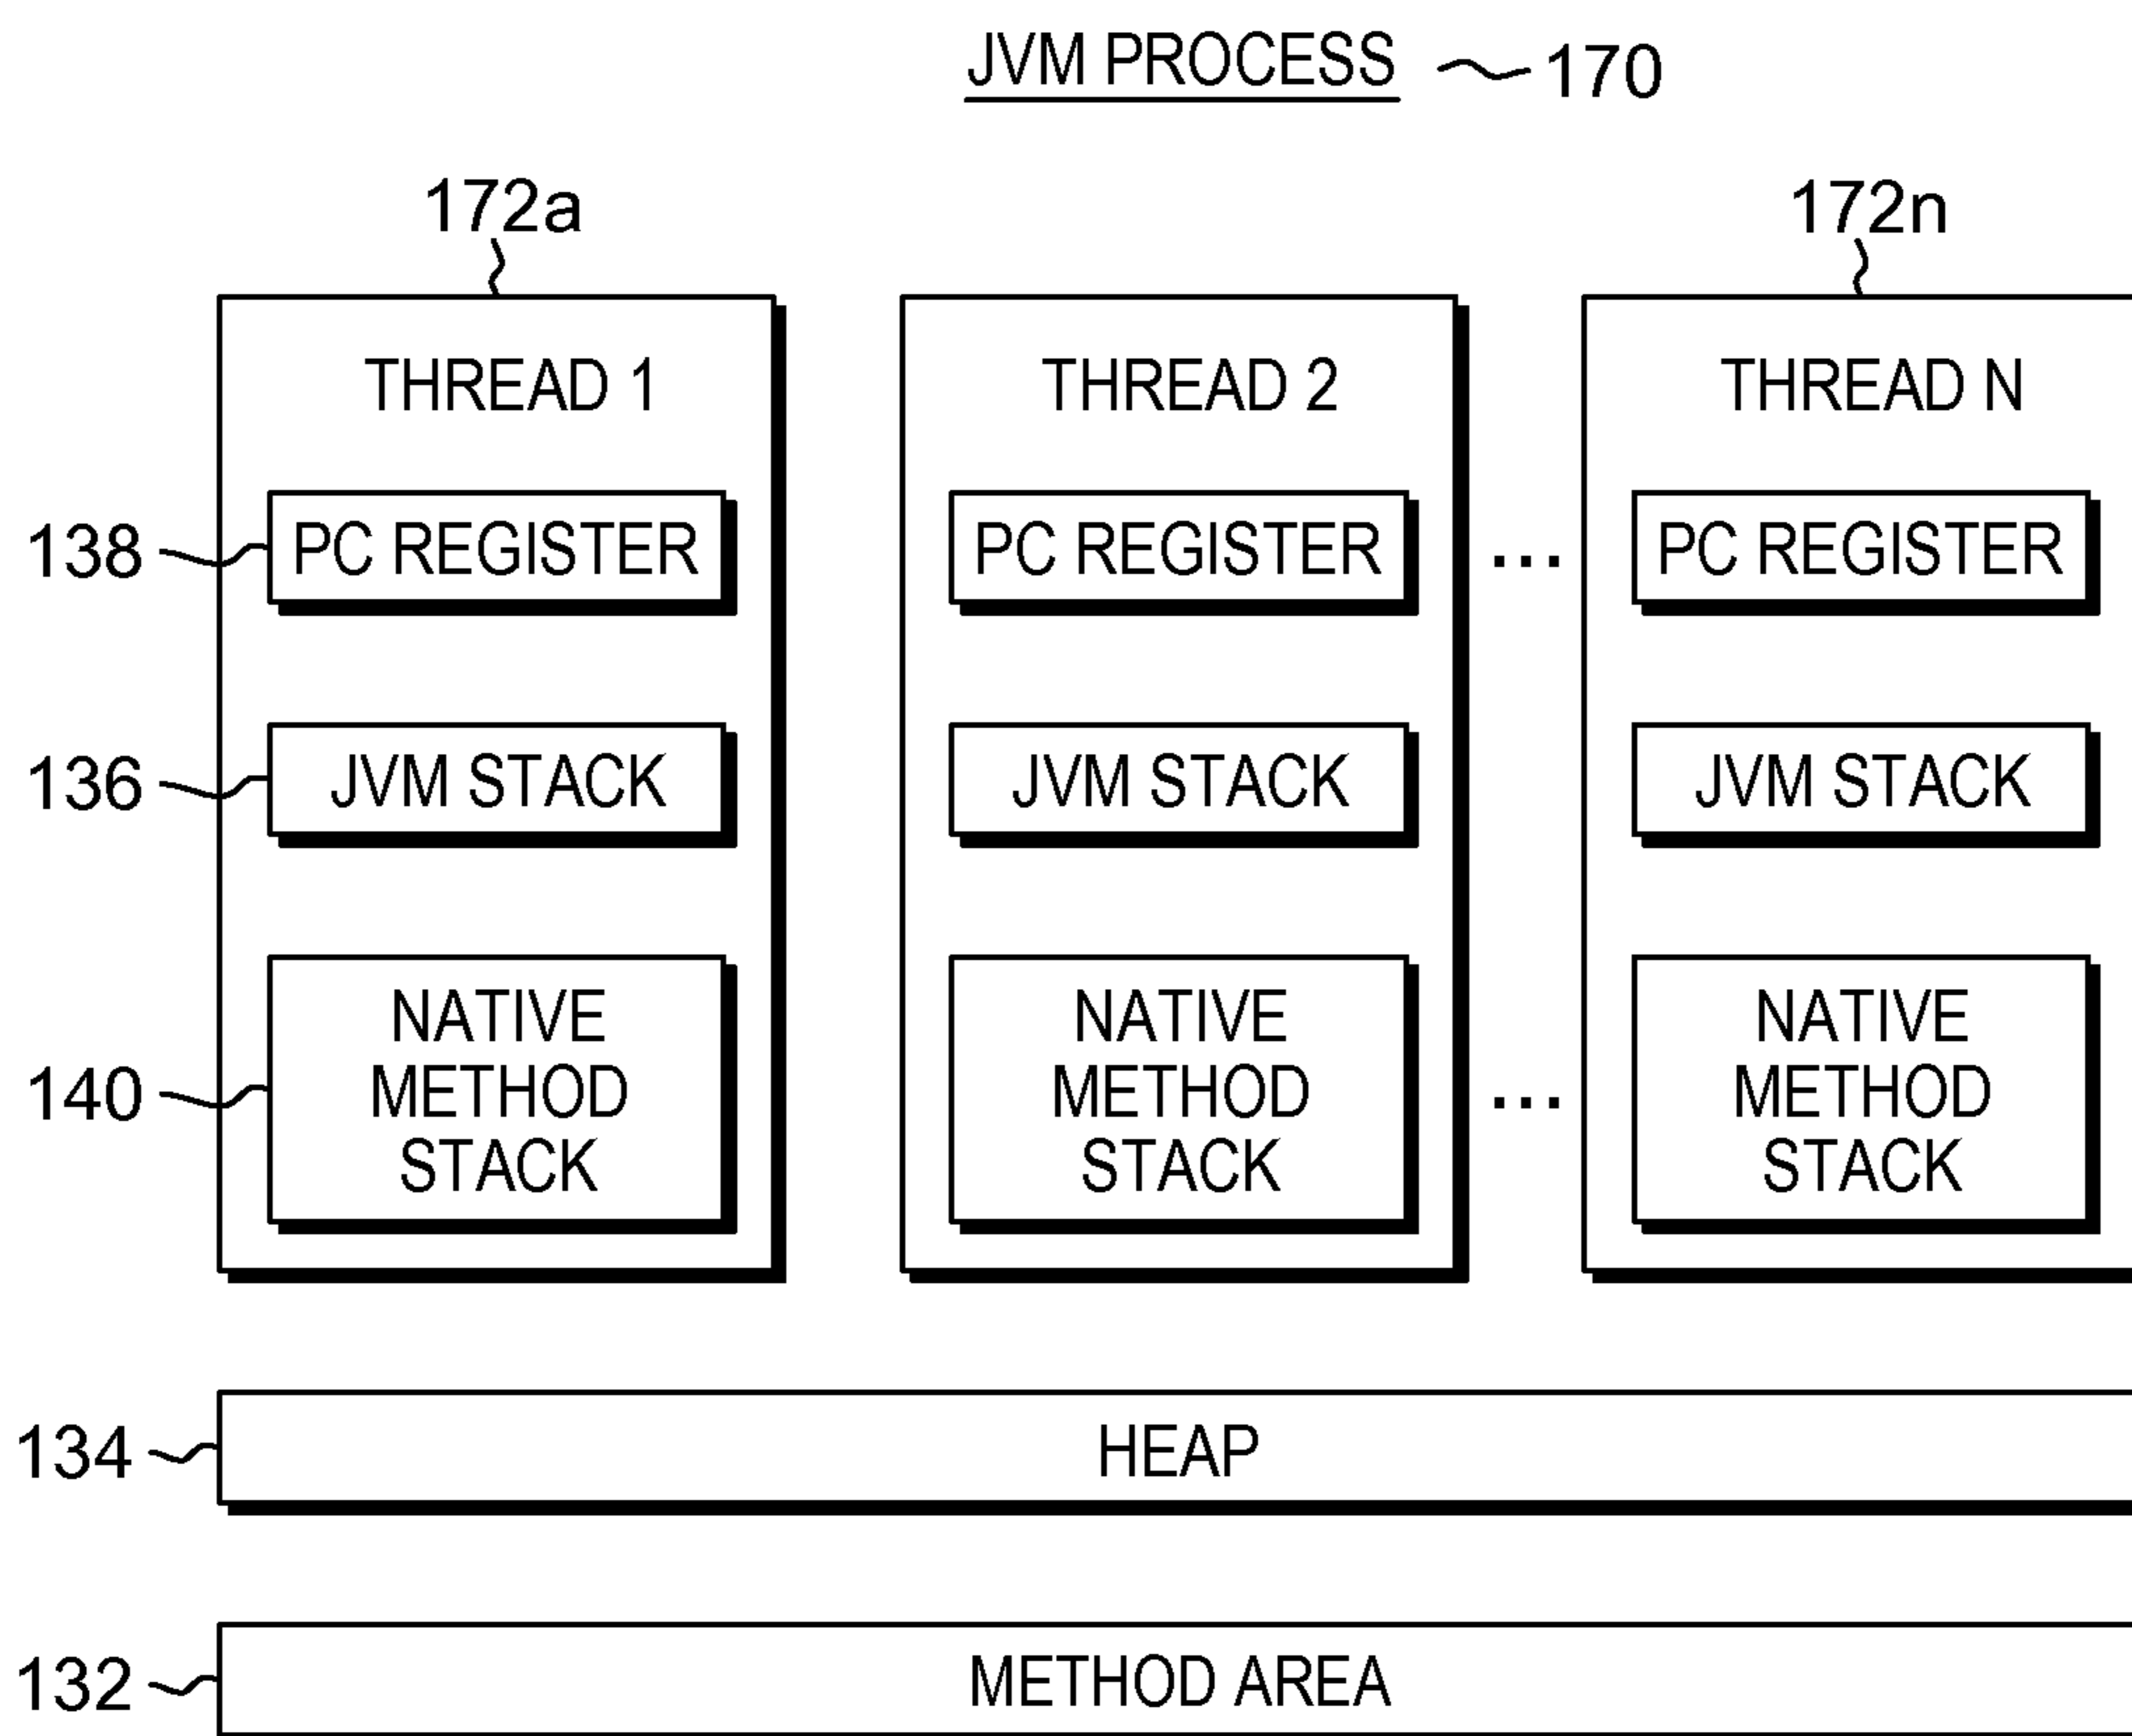 JVM PROCESS 170
172a 172n
THREAD 1 THREAD 2 THREAD N
138 PC REGISTER PC REGISTER ... PC REGISTER
136 JVM STACK JVM STACK JVM STACK
NATIVE NATIVE NATIVE
140 METHOD METHOD ... METHOD
STACK STACK STACK
134 HEAP
132 METHOD AREA